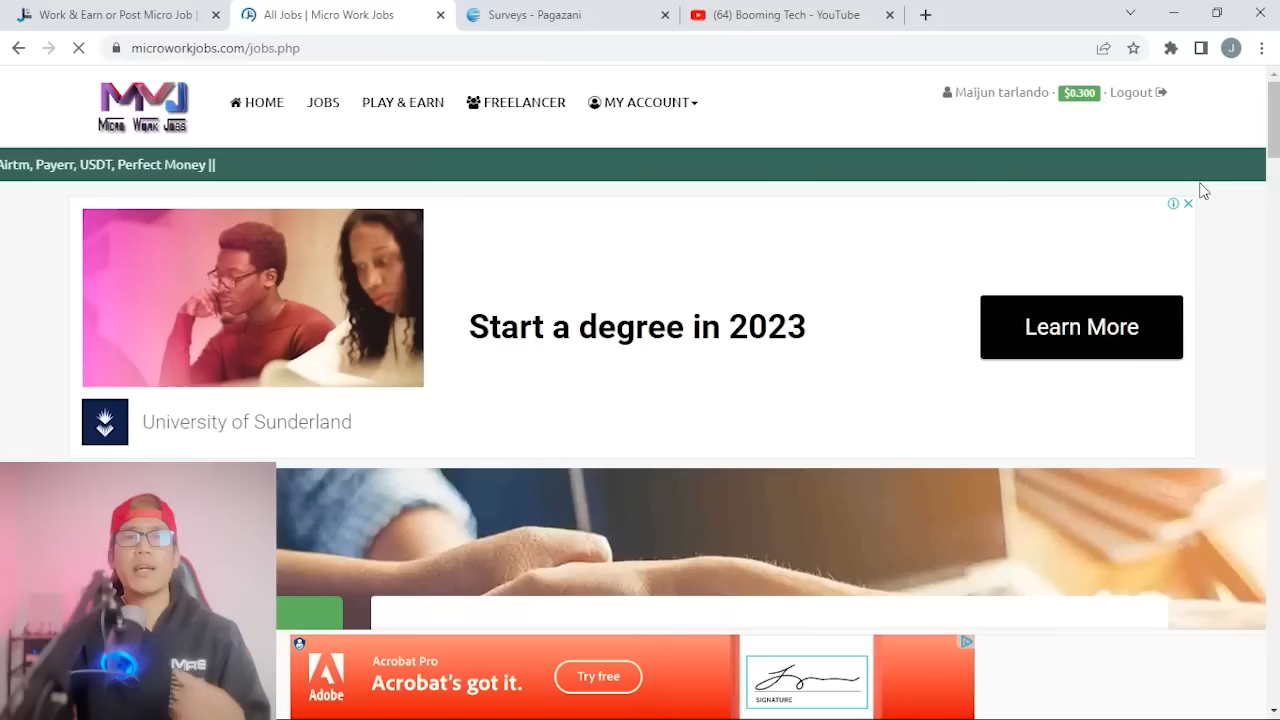 Work & Earn or Post Micro Job |
All Jobs | Micro Work Jobs
Surveys - Pagazani
(64) Booming Tech - YouTube
microworkjobs.com/jobs.php
J
MVJ
Micro Work Jobs
HOME
JOBS
PLAY & EARN
FREELANCER
MY ACCOUNT
Maijun tarlando · $0.300 · Logout
Airtm, Payerr, USDT, Perfect Money ||
Start a degree in 2023
Learn More
University of Sunderland
Adobe
Acrobat Pro
Acrobat's got it.
Try free
SIGNATURE